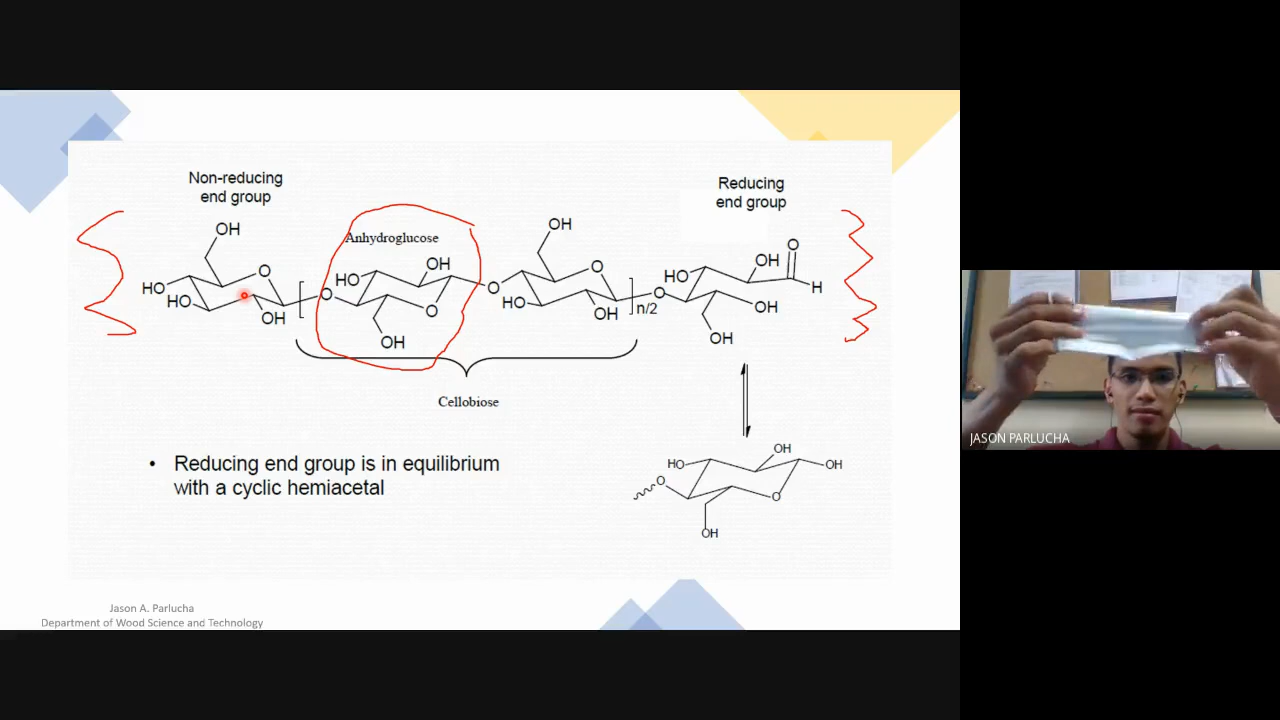 Non-reducing
end group
Reducing
end group
OH
Anhydroglucose
OH
O
HO
HO
OH
O
HO
OH
O
O
OH
O
O
HO
OH
n/2
O
HO
OH
O
H
OH
OH
Cellobiose
• Reducing end group is in equilibrium
with a cyclic hemiacetal
HO
OH
OH
O
O
OH
Jason A. Parlucha
Department of Wood Science and Technology
JASON PARLUCHA